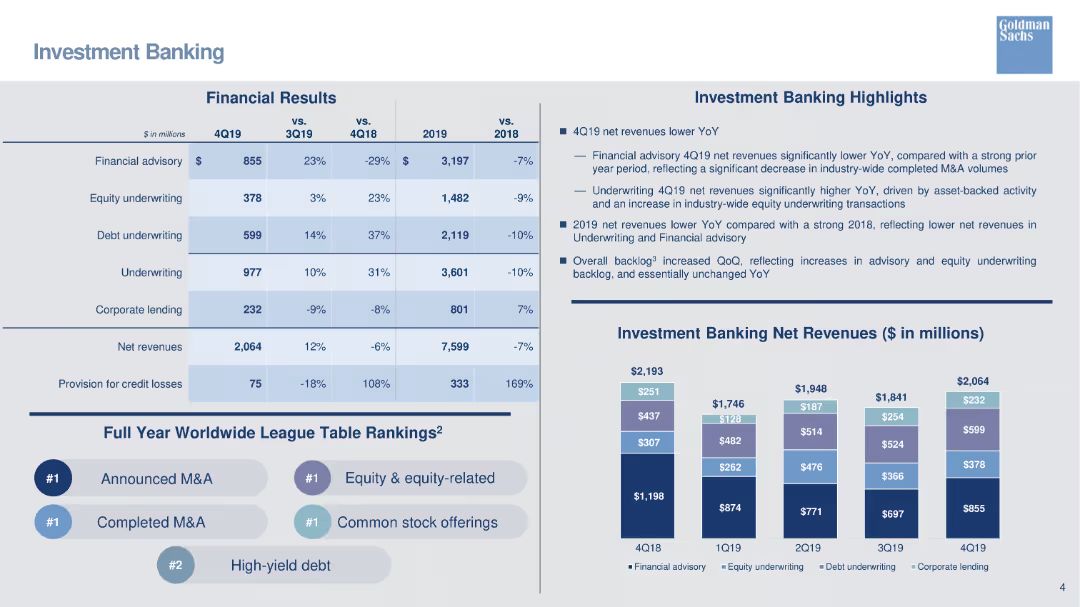 Investment Banking
Goldman
Sachs
Financial Results
$ in millions 4Q19 vs. 3Q19 vs. 4Q18 2019 vs. 2018
Financial advisory $ 855 23% -29% $ 3,197 -7%
Equity underwriting 378 3% 23% 1,482 -9%
Debt underwriting 599 14% 37% 2,119 -10%
Underwriting 977 10% 31% 3,601 -10%
Corporate lending 232 -9% -8% 801 7%
Net revenues 2,064 12% -6% 7,599 -7%
Provision for credit losses 75 -18% 108% 333 169%
Full Year Worldwide League Table Rankings2
#1 Announced M&A
#1 Equity & equity-related
#1 Completed M&A
#1 Common stock offerings
#2 High-yield debt
Investment Banking Highlights
■ 4Q19 net revenues lower YoY
— Financial advisory 4Q19 net revenues significantly lower YoY, compared with a strong prior
year period, reflecting a significant decrease in industry-wide completed M&A volumes
— Underwriting 4Q19 net revenues significantly higher YoY, driven by asset-backed activity
and an increase in industry-wide equity underwriting transactions
■ 2019 net revenues lower YoY compared with a strong 2018, reflecting lower net revenues in
Underwriting and Financial advisory
■ Overall backlog3 increased QoQ, reflecting increases in advisory and equity underwriting
backlog, and essentially unchanged YoY
Investment Banking Net Revenues ($ in millions)
$2,193 $1,746 $1,948 $1,841 $2,064
$251 $128 $187 $254 $232
$437 $482 $514 $524 $599
$307 $262 $476 $366 $378
$1,198 $874 $771 $697 $855
4Q18 1Q19 2Q19 3Q19 4Q19
Financial advisory Equity underwriting Debt underwriting Corporate lending
4